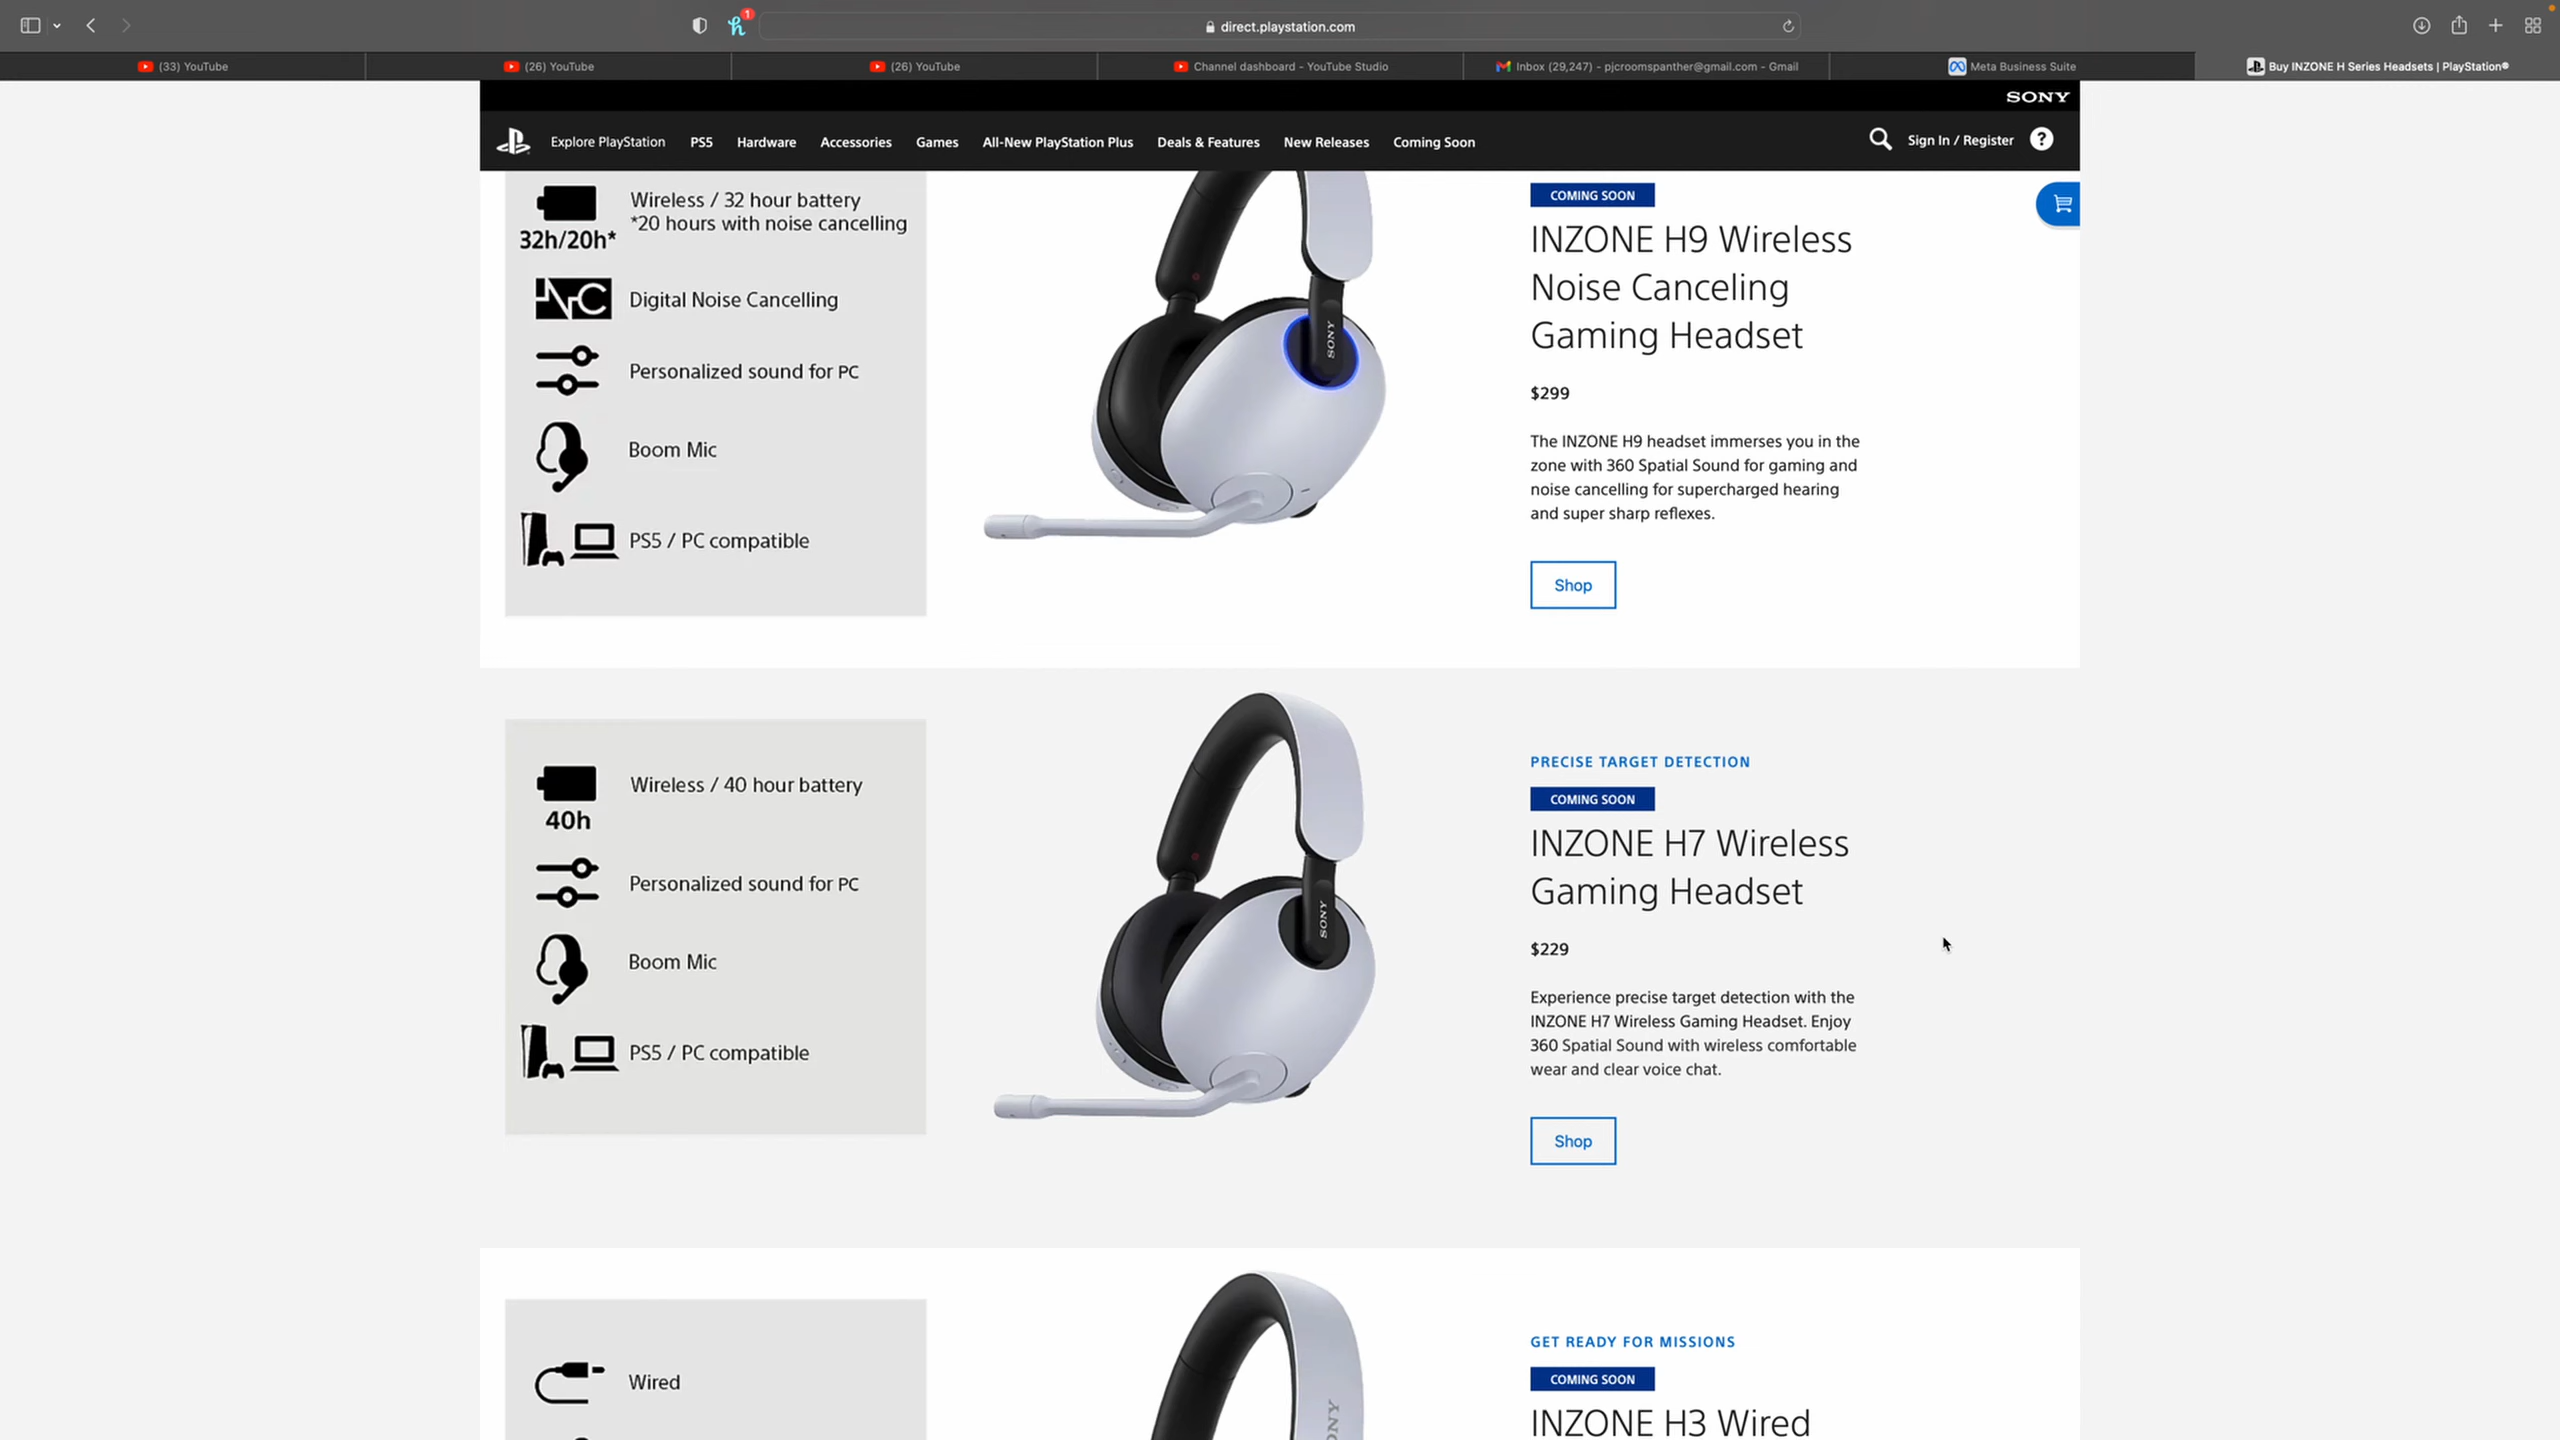 direct.playstation.com
(33) YouTube
(26) YouTube
(26) YouTube
Channel dashboard - YouTube Studio
Inbox (29,247) - pjcroomspanther@gmail.com - Gmail
Meta Business Suite
Buy INZONE H Series Headsets | PlayStation®
SONY
Explore PlayStation
PS5
Hardware
Accessories
Games
All-New PlayStation Plus
Deals & Features
New Releases
Coming Soon
Sign In / Register
?
32h/20h*
Wireless / 32 hour battery
*20 hours with noise cancelling
NC
Digital Noise Cancelling
Personalized sound for PC
Boom Mic
PS5 / PC compatible
SONY
COMING SOON
INZONE H9 Wireless
Noise Canceling
Gaming Headset
$299
The INZONE H9 headset immerses you in the
zone with 360 Spatial Sound for gaming and
noise cancelling for supercharged hearing
and super sharp reflexes.
Shop
40h
Wireless / 40 hour battery
Personalized sound for PC
Boom Mic
PS5 / PC compatible
SONY
PRECISE TARGET DETECTION
COMING SOON
INZONE H7 Wireless
Gaming Headset
$229
Experience precise target detection with the
INZONE H7 Wireless Gaming Headset. Enjoy
360 Spatial Sound with wireless comfortable
wear and clear voice chat.
Shop
Wired
GET READY FOR MISSIONS
COMING SOON
INZONE H3 Wired